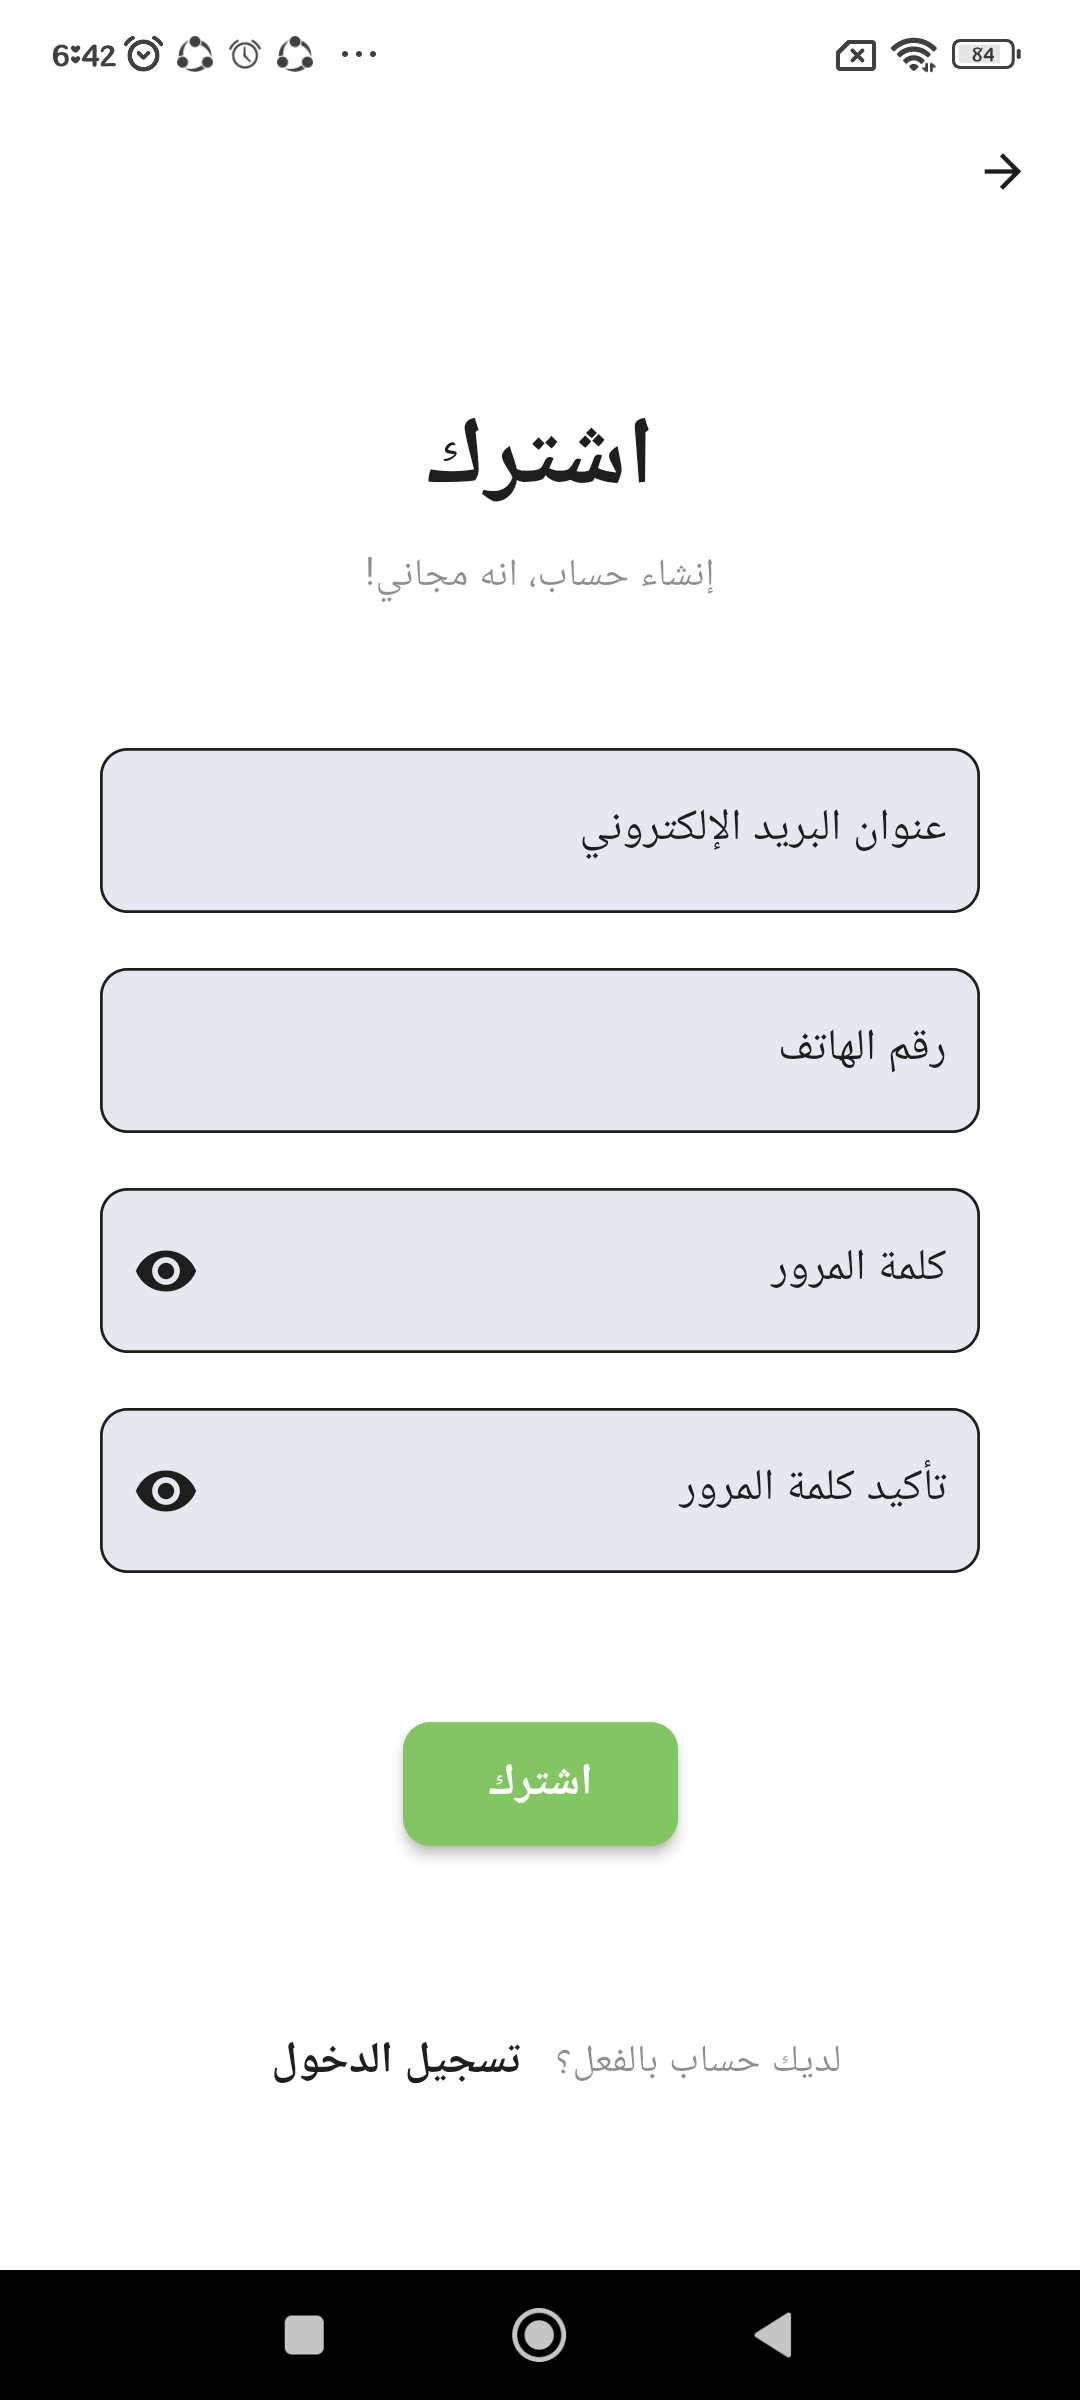 6:42
84
اشترك
إنشاء حساب، انه مجاني!
عنوان البريد الإلكتروني
رقم الهاتف
كلمة المرور
تأكيد كلمة المرور
اشترك
لديك حساب بالفعل؟ تسجيل الدخول